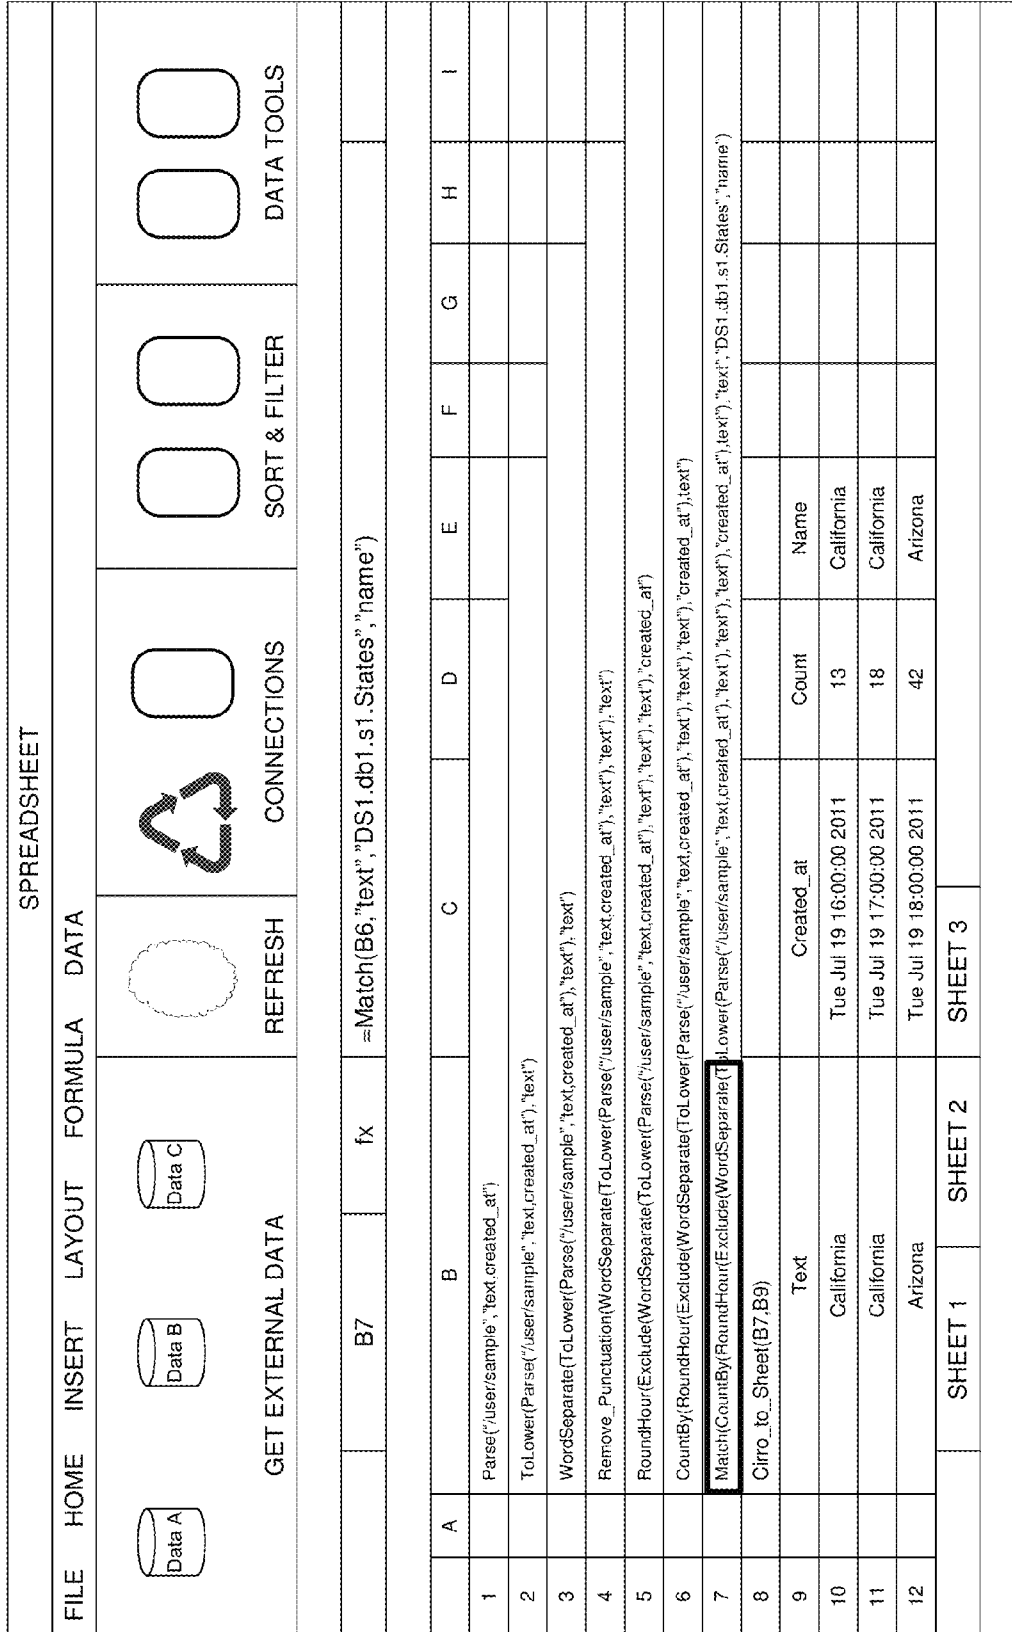 SPREADSHEET
FILE HOME INSERT LAYOUT FORMULA DATA
Data A Data B Data C
GET EXTERNAL DATA REFRESH CONNECTIONS SORT & FILTER DATA TOOLS
B7 fx =Match(B6,"text","DS1.db1.s1.States","name")
A B C D E F G H I
1 Parse("/user/sample","text,created_at")
2 ToLower(Parse("/user/sample","text,created_at"),"text")
3 WordSeparate(ToLower(Parse("/user/sample","text,created_at"),"text"),"text")
4 Remove_Punctuation(WordSeparate(ToLower(Parse("/user/sample","text,created_at"),"text"),"text"),"text")
5 RoundHour(Exclude(WordSeparate(ToLower(Parse("/user/sample","text,created_at"),"text"),"text"),"text"),"created_at")
6 CountBy(RoundHour(Exclude(WordSeparate(ToLower(Parse("/user/sample","text,created_at"),"text"),"text"),"text"),"created_at"),text")
7 Match(CountBy(RoundHour(Exclude(WordSeparate(ToLower(Parse("/user/sample","text,created_at"),"text"),"text"),"text"),"created_at"),text"),"text","DS1.db1.s1.States","name")
8 Cirro_to_Sheet(B7,B9)
9 Text Created_at Count Name
10 California Tue Jul 19 16:00:00 2011 13 California
11 California Tue Jul 19 17:00:00 2011 18 California
12 Arizona Tue Jul 19 18:00:00 2011 42 Arizona
SHEET 1 SHEET 2 SHEET 3